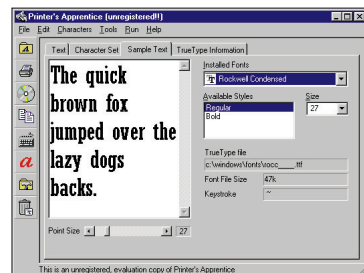 Printer's Apprentice (unregistered!!)
File Edit Characters Tools Run Help
Text Character Set Sample Text TrueType Information
The quick
brown fox
jumped over the
lazy dogs
backs.
Point Size 27
Installed Fonts
Rockwell Condensed
Available Styles
Regular
Bold
Size
27
TrueType file
c:\windows\fonts\rocc____.ttf
Font File Size 47k
Keystroke ~
This is an unregistered, evaluation copy of Printer's Apprentice